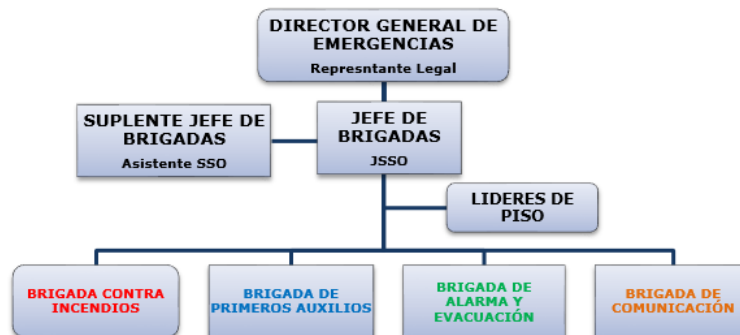 DIRECTOR GENERAL DE
EMERGENCIAS
Represntante Legal
SUPLENTE JEFE DE
BRIGADAS
Asistente SSO
JEFE DE
BRIGADAS
JSSO
LIDERES DE
PISO
BRIGADA CONTRA
INCENDIOS
BRIGADA DE
PRIMEROS AUXILIOS
BRIGADA DE
ALARMA Y
EVACUACIÓN
BRIGADA DE
COMUNICACIÓN